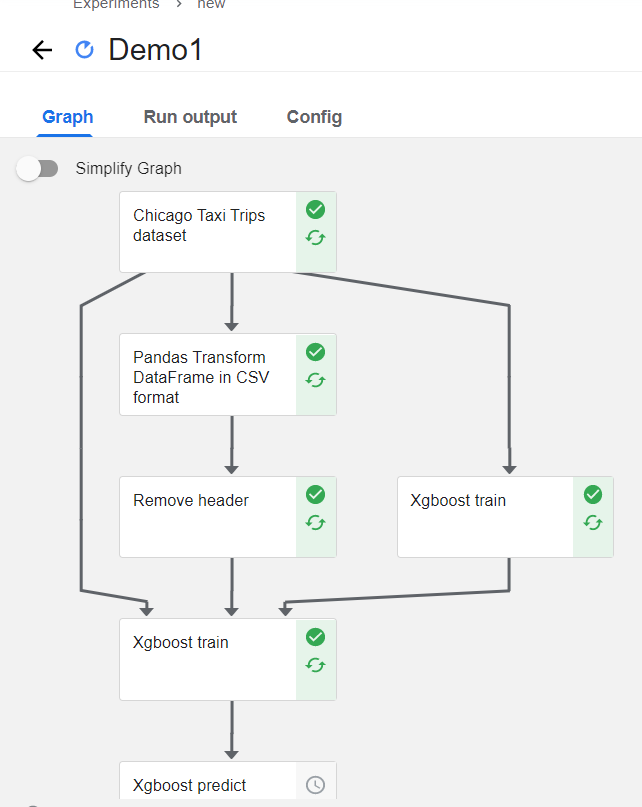 Experiments > new
Demo1
Graph Run output Config
Simplify Graph
Chicago Taxi Trips
dataset
Pandas Transform
DataFrame in CSV
format
Remove header
Xgboost train
Xgboost train
Xgboost predict